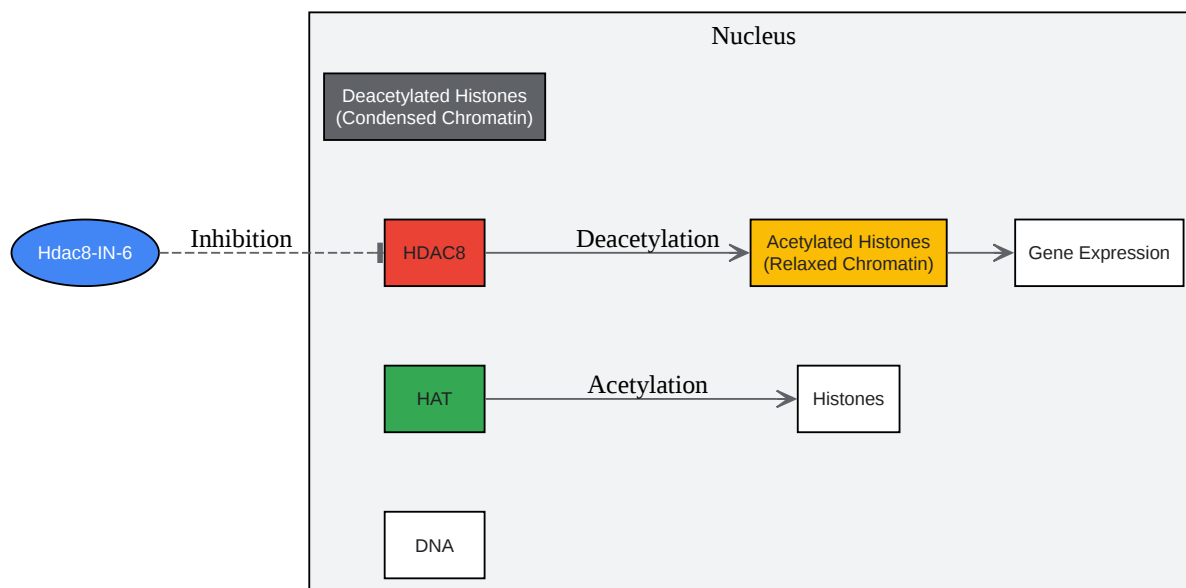 Nucleus
Deacetylated Histones
(Condensed Chromatin)
Hdac8-IN-6
Inhibition
HDAC8
Deacetylation
Acetylated Histones
(Relaxed Chromatin)
Gene Expression
HAT
Acetylation
Histones
DNA